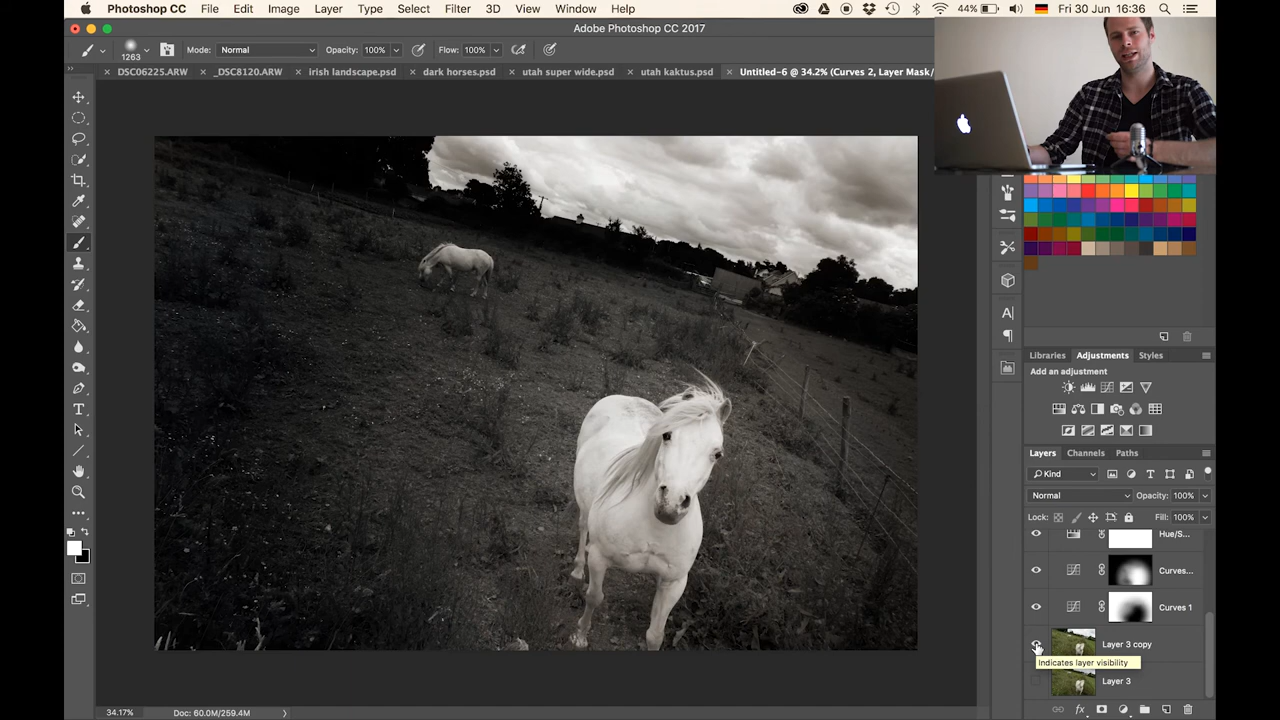 Photoshop CC File Edit Image Layer Type Select Filter 3D View Window Help 44% Fri 30 Jun 16:36
Adobe Photoshop CC 2017
1263 Mode: Normal Opacity: 100% Flow: 100%
DSC06225.ARW _DSC8120.ARW irish landscape.psd dark horses.psd utah super wide.psd utah kaktus.psd Untitled-6 @ 34.2% (Curves 2, Layer Mask/
Libraries Adjustments Styles
Add an adjustment
Layers Channels Paths
Kind
Normal Opacity: 100%
Lock: Fill: 100%
Hue/S...
Curves...
Curves 1
Layer 3 copy
Indicates layer visibility
Layer 3
34.17% Doc: 60.0M/259.4M